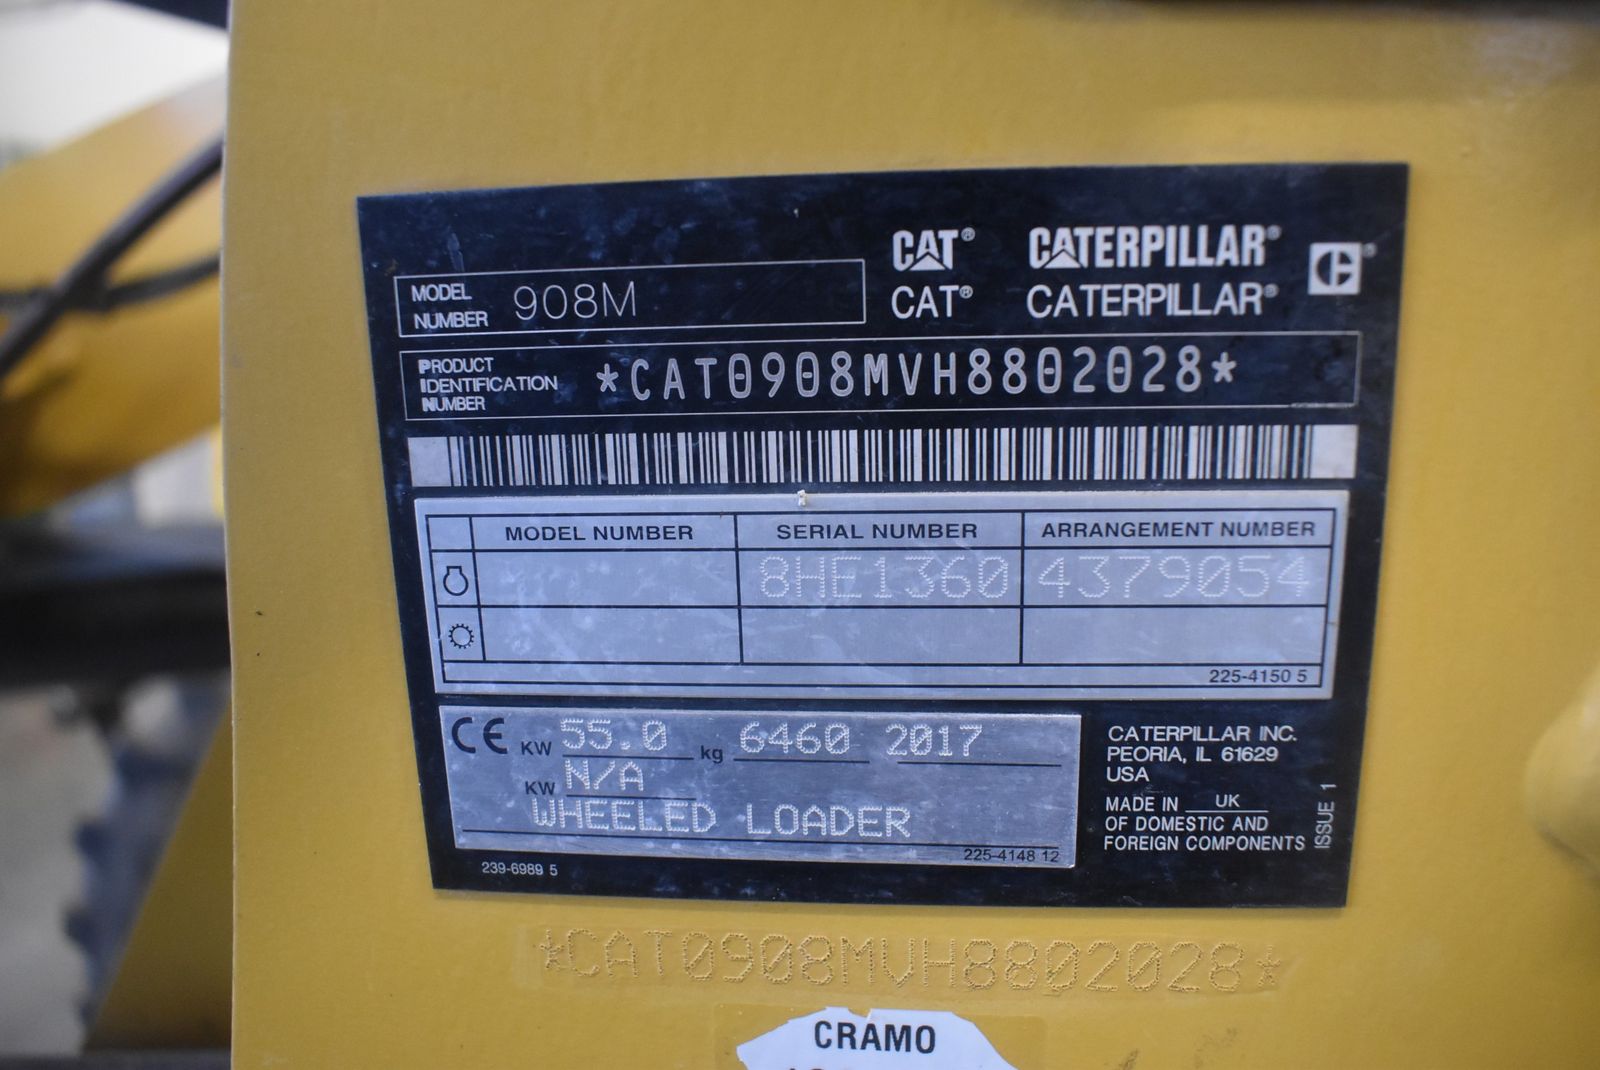 CAT® CATERPILLAR®
CAT® CATERPILLAR®
MODEL NUMBER 908M
PRODUCT IDENTIFICATION NUMBER *CAT0908MVH8802028*
MODEL NUMBER SERIAL NUMBER ARRANGEMENT NUMBER
8HE1360 4379054
225-4150 5
CE KW 55.0 kg 6460 2017
KW N/A
WHEELED LOADER
225-4148 12
239-6989 5
CATERPILLAR INC.
PEORIA, IL 61629
USA
MADE IN UK
OF DOMESTIC AND
FOREIGN COMPONENTS
ISSUE 1
*CAT0908MVH8802028*
CRAMO